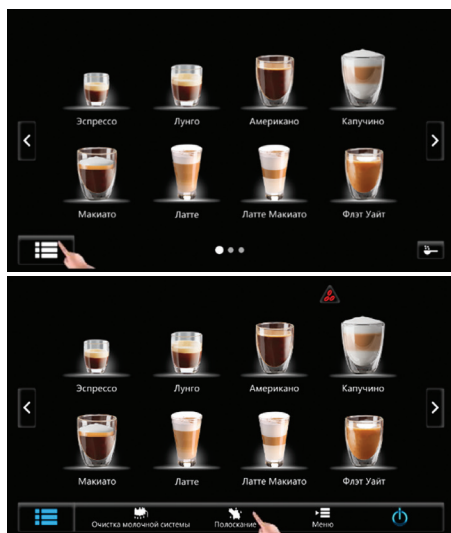 Эспрессо Лунго Американо Капучино
Макиато Латте Латте Макиато Флэт Уайт
Эспрессо Лунго Американо Капучино
Макиато Латте Латте Макиато Флэт Уайт
Очистка молочной системы Полоскание Меню